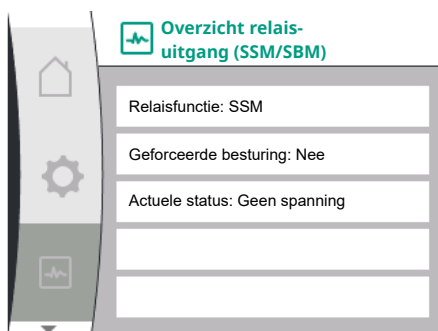 Overzicht relais-
uitgang (SSM/SBM)
Relaisfunctie: SSM
Geforceerde besturing: Nee
Actuele status: Geen spanning